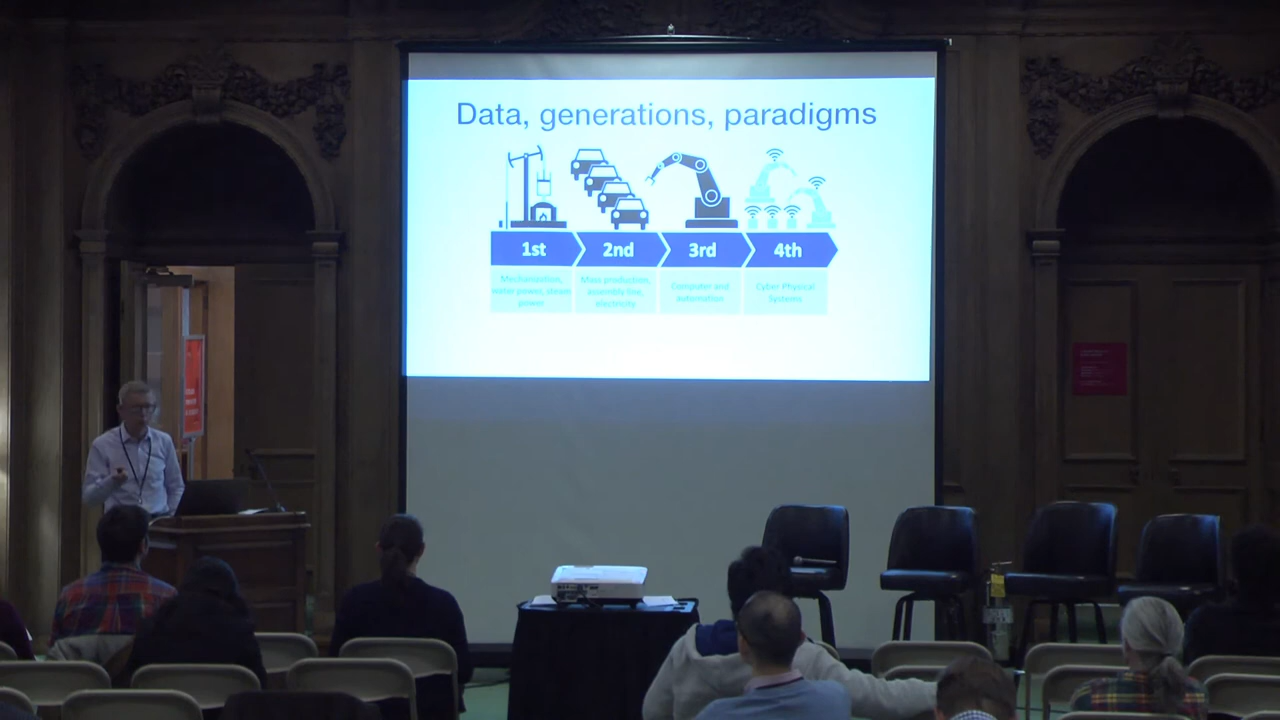 Data, generations, paradigms
1st
2nd
3rd
4th
Mechanization,
water power, steam
power
Mass production,
assembly line,
electricity
Computer and
automation
Cyber Physical
Systems